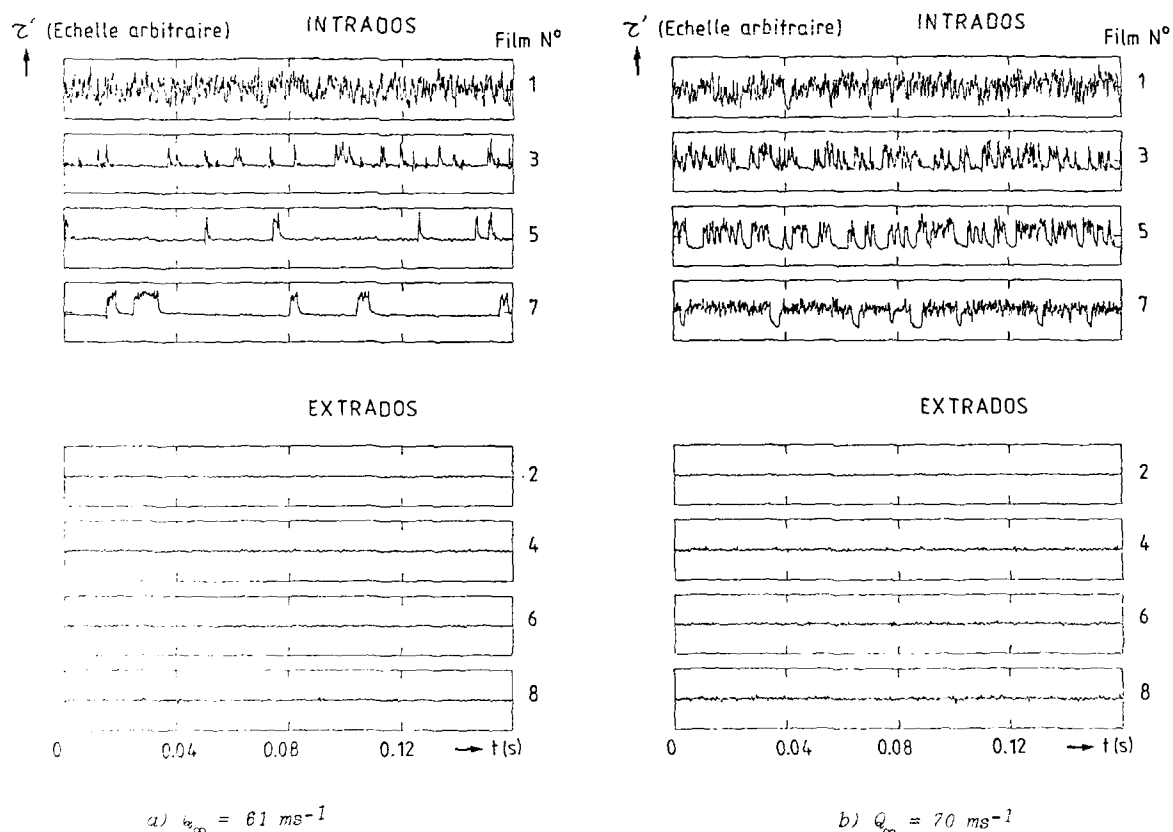 τ' (Echelle arbitraire) INTRADOS Film N°
1
3
5
7
EXTRADOS
2
4
6
8
0 0.04 0.08 0.12 → t(s)
a) Q∞ = 61 ms-1
τ' (Echelle arbitraire) INTRADOS Film N°
1
3
5
7
EXTRADOS
2
4
6
8
0 0.04 0.08 0.12 → t(s)
b) Q∞ = 70 ms-1